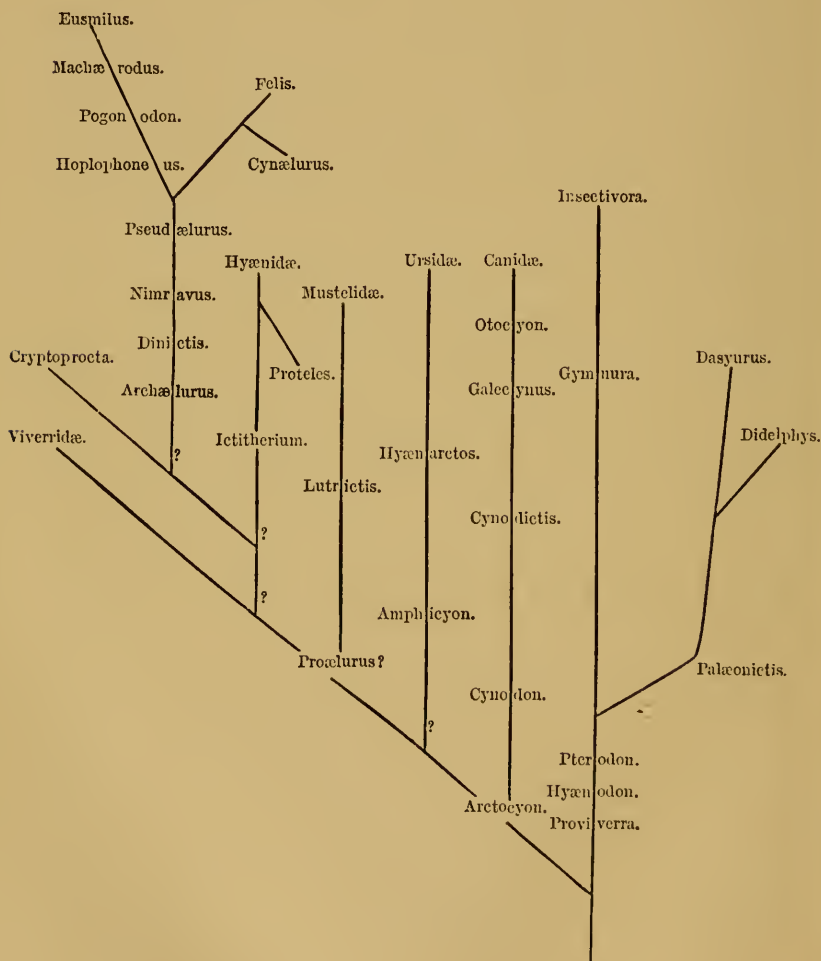 Eusmilus.
Machærodus.
Felis.
Pogonodon.
Hoplophoneus.
Cynælurus.
Insectivora.
Pseudælurus.
Hyænidæ.
Ursidæ.
Canidæ.
Nimravus.
Mustelidæ.
Otocyon.
Dinictis.
Cryptoprocta.
Dasyurus.
Proteles.
Gymnura.
Archælurus.
Galecynus.
Viverridæ.
Ictitherium.
Didelphys.
?
Hyænarctos.
Lutrictis.
Cynodictis.
?
?
Amphicyon.
Proælurus?
Palæonictis.
Cynodon.
?
Pterodon.
Hyænodon.
Arctocyon.
Proviverra.